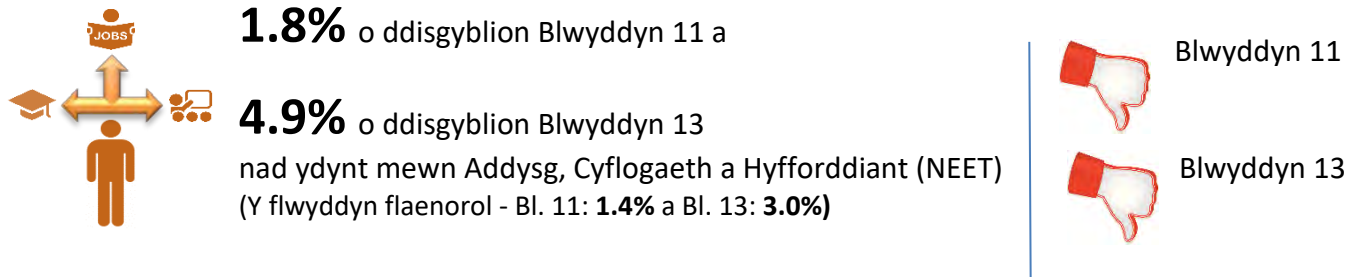 JOBS
1.8% o ddisgyblion Blwyddyn 11 a
4.9% o ddisgyblion Blwyddyn 13
nad ydynt mewn Addysg, Cyflogaeth a Hyfforddiant (NEET)
(Y flwyddyn flaenorol - Bl. 11: 1.4% a Bl. 13: 3.0%)
Blwyddyn 11
Blwyddyn 13